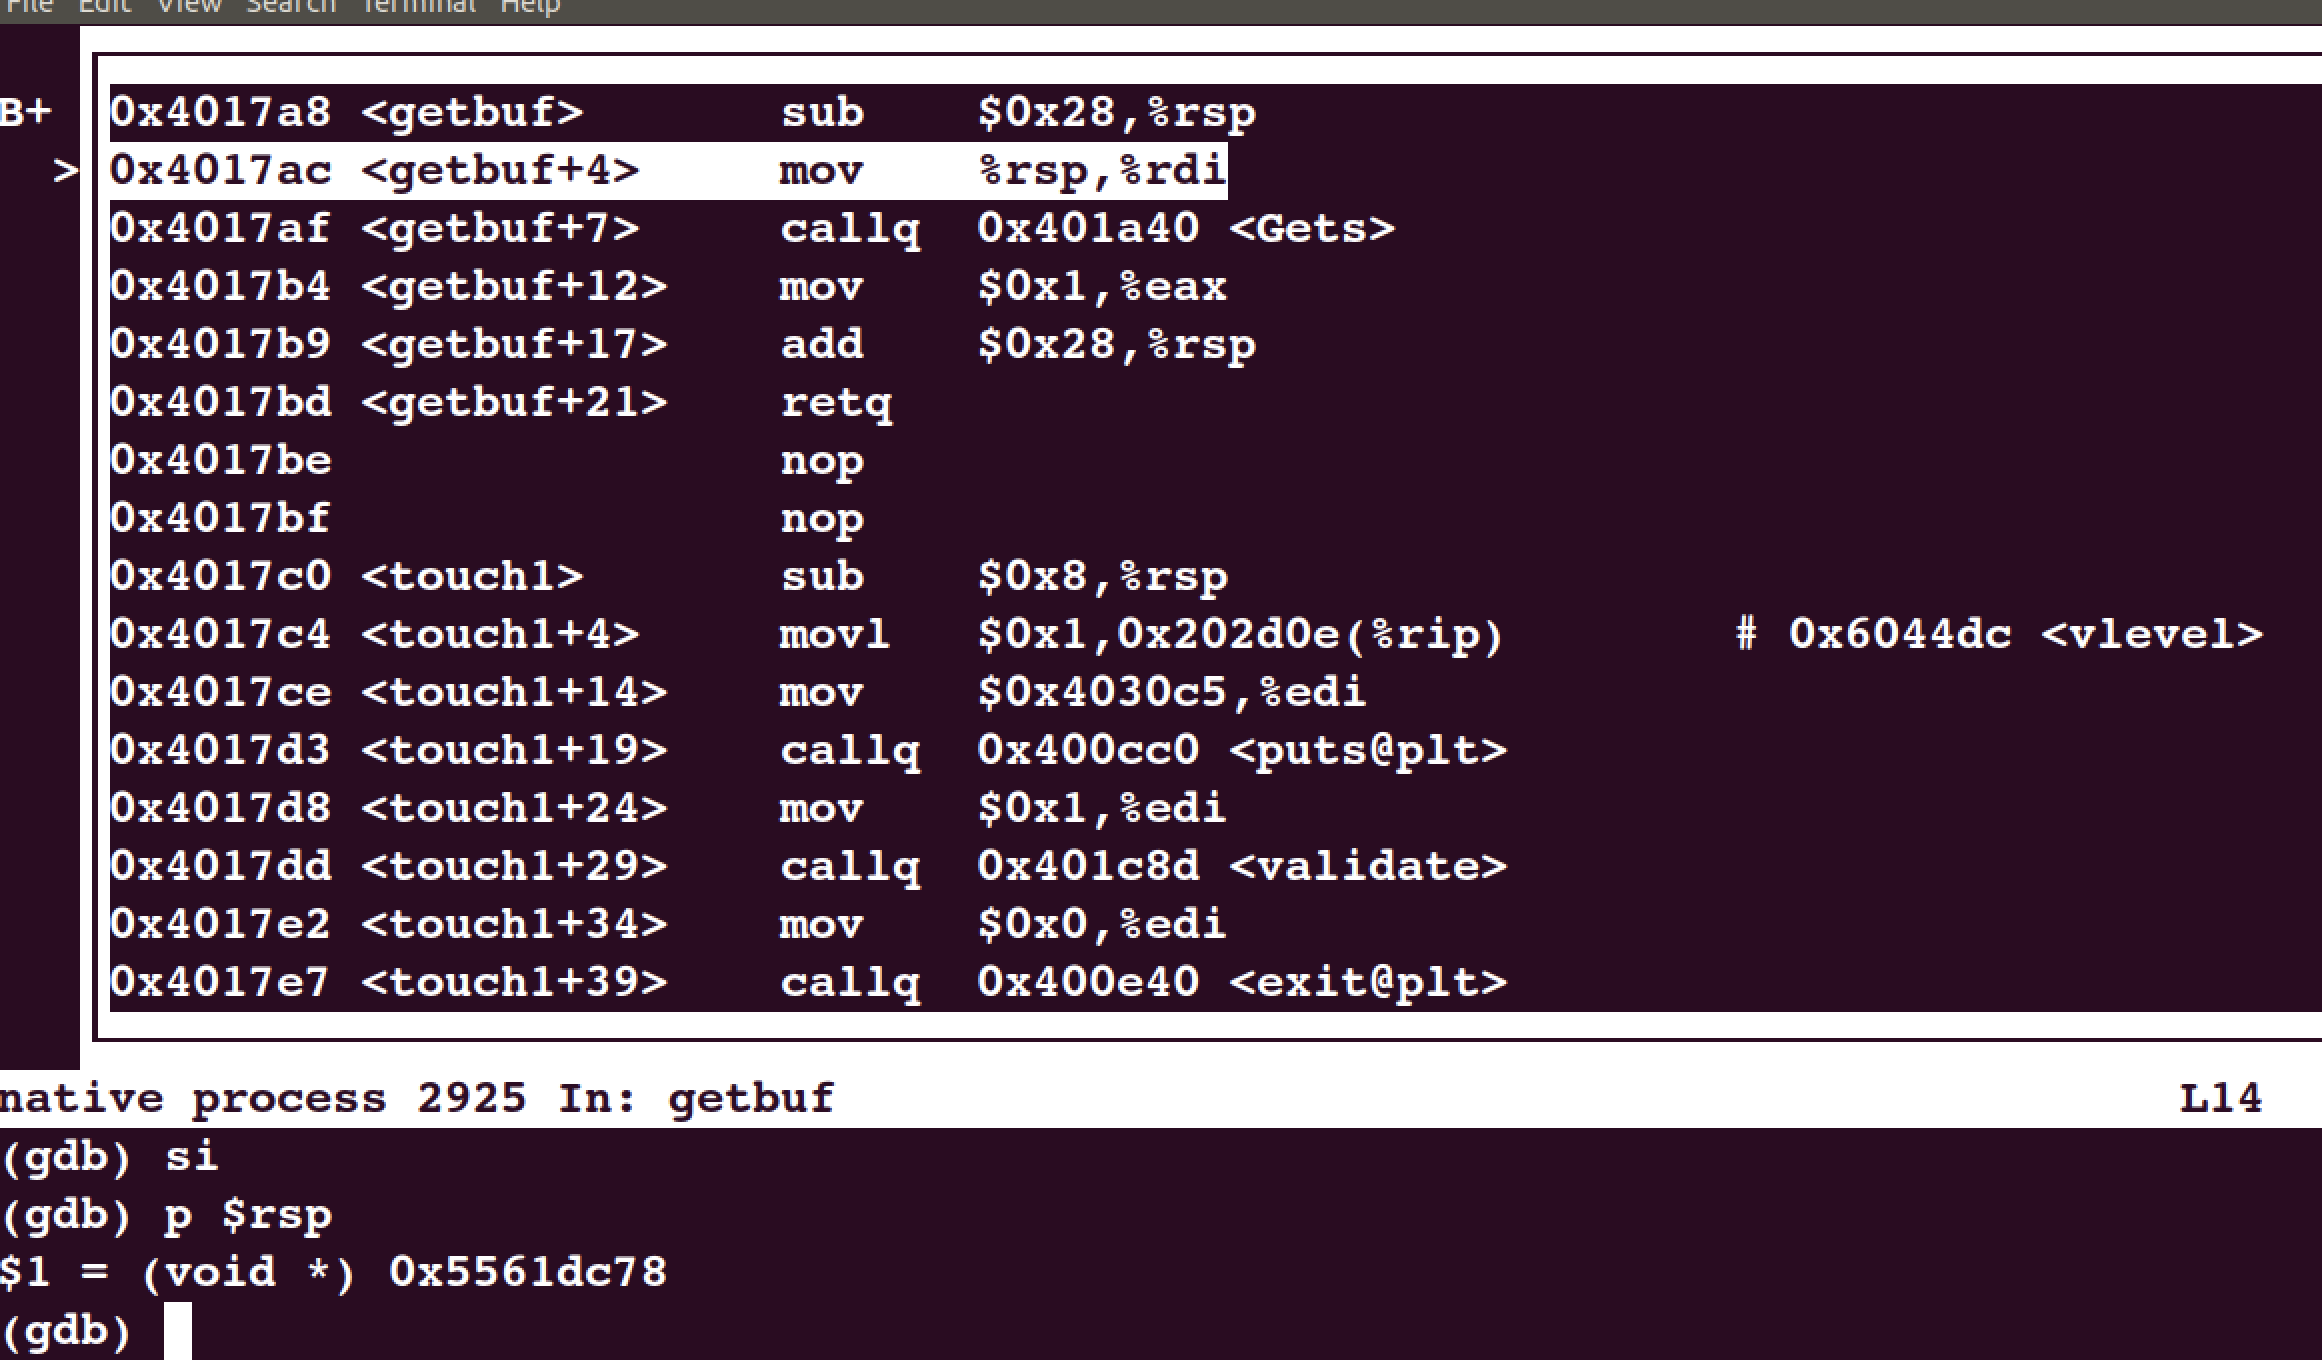 File Edit View Search Terminal Help
B+ 0x4017a8 <getbuf> sub $0x28,%rsp
> 0x4017ac <getbuf+4> mov %rsp,%rdi
0x4017af <getbuf+7> callq 0x401a40 <Gets>
0x4017b4 <getbuf+12> mov $0x1,%eax
0x4017b9 <getbuf+17> add $0x28,%rsp
0x4017bd <getbuf+21> retq
0x4017be nop
0x4017bf nop
0x4017c0 <touch1> sub $0x8,%rsp
0x4017c4 <touch1+4> movl $0x1,0x202d0e(%rip) # 0x6044dc <vlevel>
0x4017ce <touch1+14> mov $0x4030c5,%edi
0x4017d3 <touch1+19> callq 0x400cc0 <puts@plt>
0x4017d8 <touch1+24> mov $0x1,%edi
0x4017dd <touch1+29> callq 0x401c8d <validate>
0x4017e2 <touch1+34> mov $0x0,%edi
0x4017e7 <touch1+39> callq 0x400e40 <exit@plt>
native process 2925 In: getbuf L14
(gdb) si
(gdb) p $rsp
$1 = (void *) 0x5561dc78
(gdb)